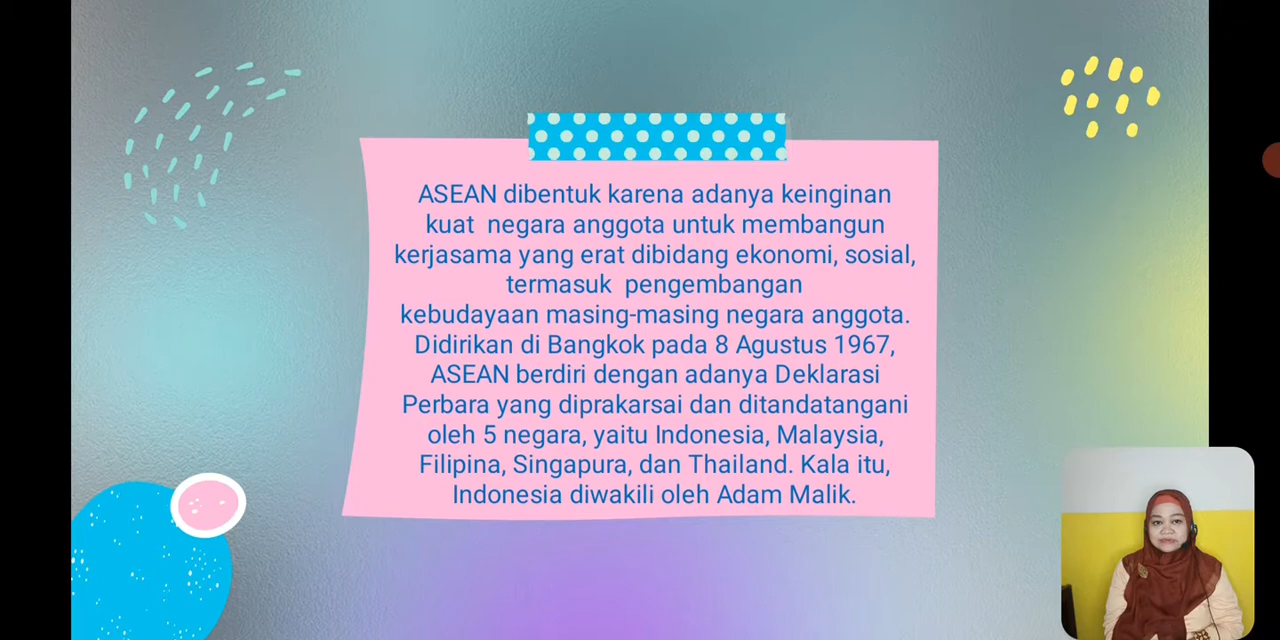 ASEAN dibentuk karena adanya keinginan
kuat  negara anggota untuk membangun
kerjasama yang erat dibidang ekonomi, sosial,
termasuk  pengembangan
kebudayaan masing-masing negara anggota.
Didirikan di Bangkok pada 8 Agustus 1967,
ASEAN berdiri dengan adanya Deklarasi
Perbara yang diprakarsai dan ditandatangani
oleh 5 negara, yaitu Indonesia, Malaysia,
Filipina, Singapura, dan Thailand. Kala itu,
Indonesia diwakili oleh Adam Malik.